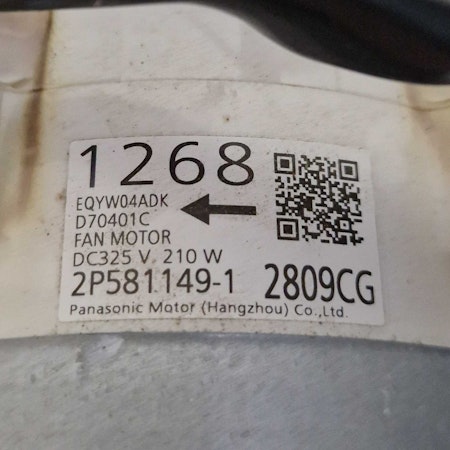 1268
EQYW04ADK
D70401C
FAN MOTOR
DC325 V, 210 W
2P581149-1 2809CG
Panasonic Motor (Hangzhou) Co.,Ltd.